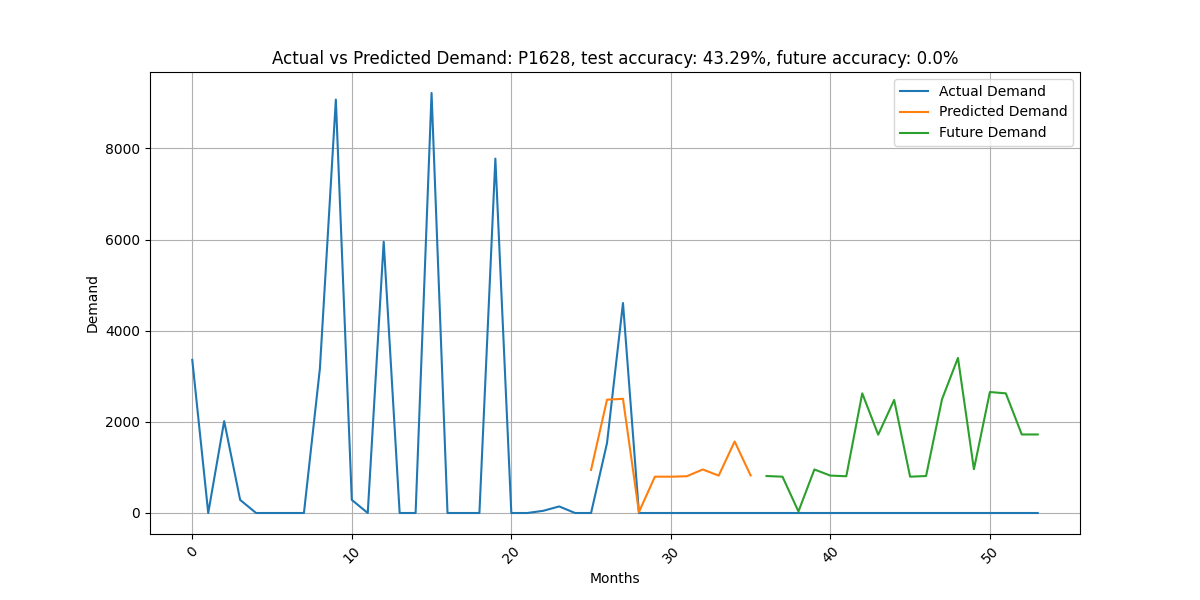 Actual vs Predicted Demand: P1628, test accuracy: 43.29%, future accuracy: 0.0%
Actual Demand
Predicted Demand
Future Demand
8000
6000
4000
2000
0
Demand
0
10
20
30
40
50
Months